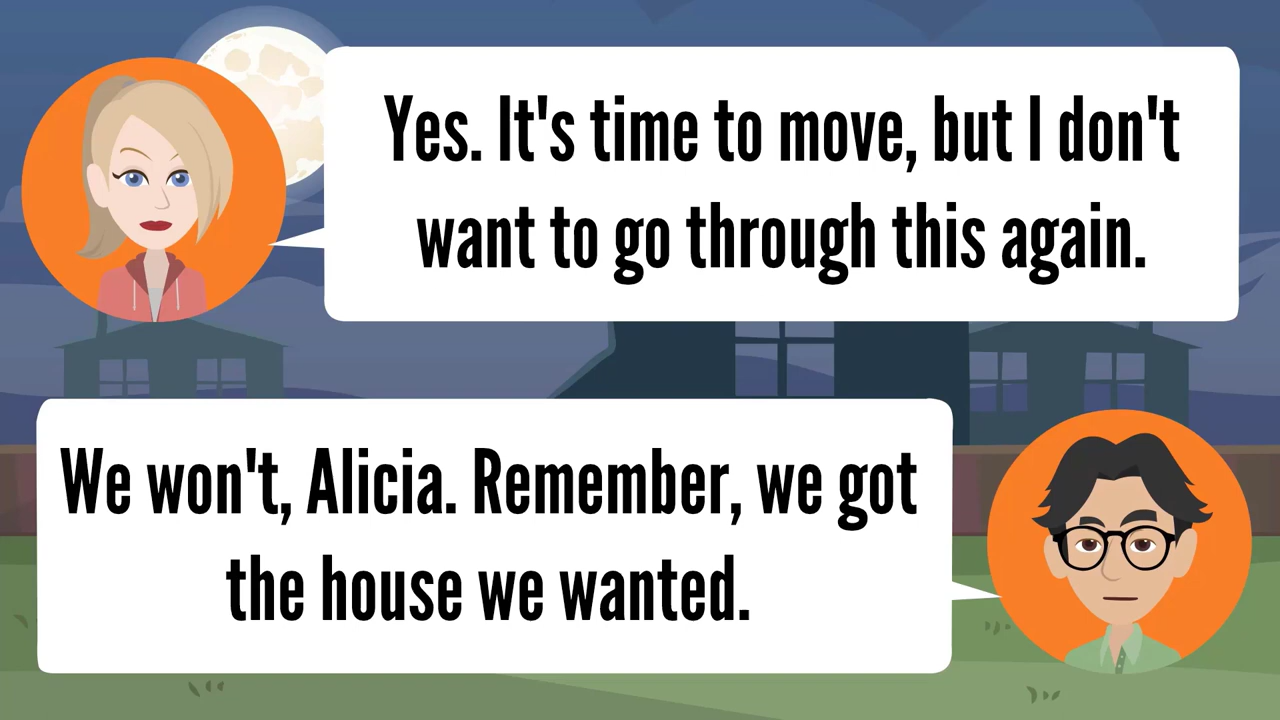 Yes. It's time to move, but I don't
want to go through this again.
We won't, Alicia. Remember, we got
the house we wanted.